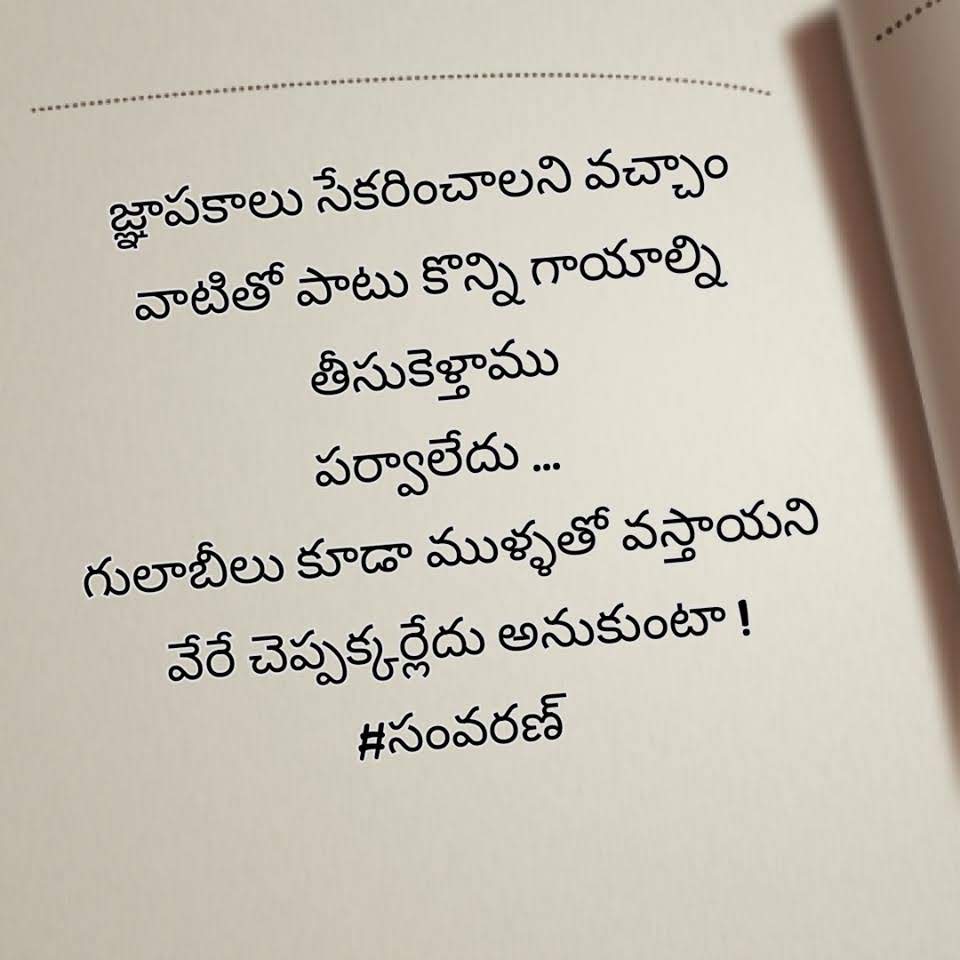 జ్ఞాపకాలు సేకరించాలని వచ్చాం
వాటితో పాటు కొన్ని గాయాల్ని
తీసుకెళ్తాము
పర్వాలేదు ...
గులాబీలు కూడా ముళ్ళతో వస్తాయని
వేరే చెప్పక్కర్లేదు అనుకుంటా !
#సంవరణ్